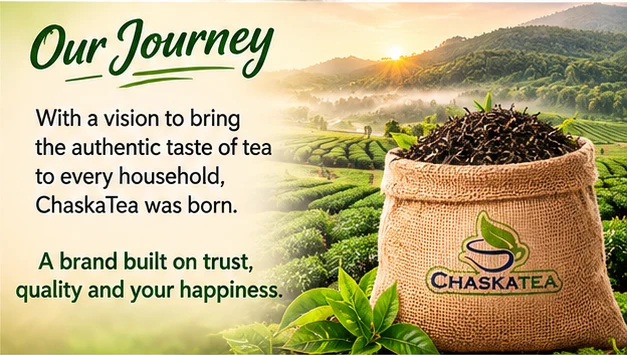 Our Journey
With a vision to bring
the authentic taste of tea
to every household,
ChaskaTea was born.
A brand built on trust,
quality and your happiness.
CHASKATEA